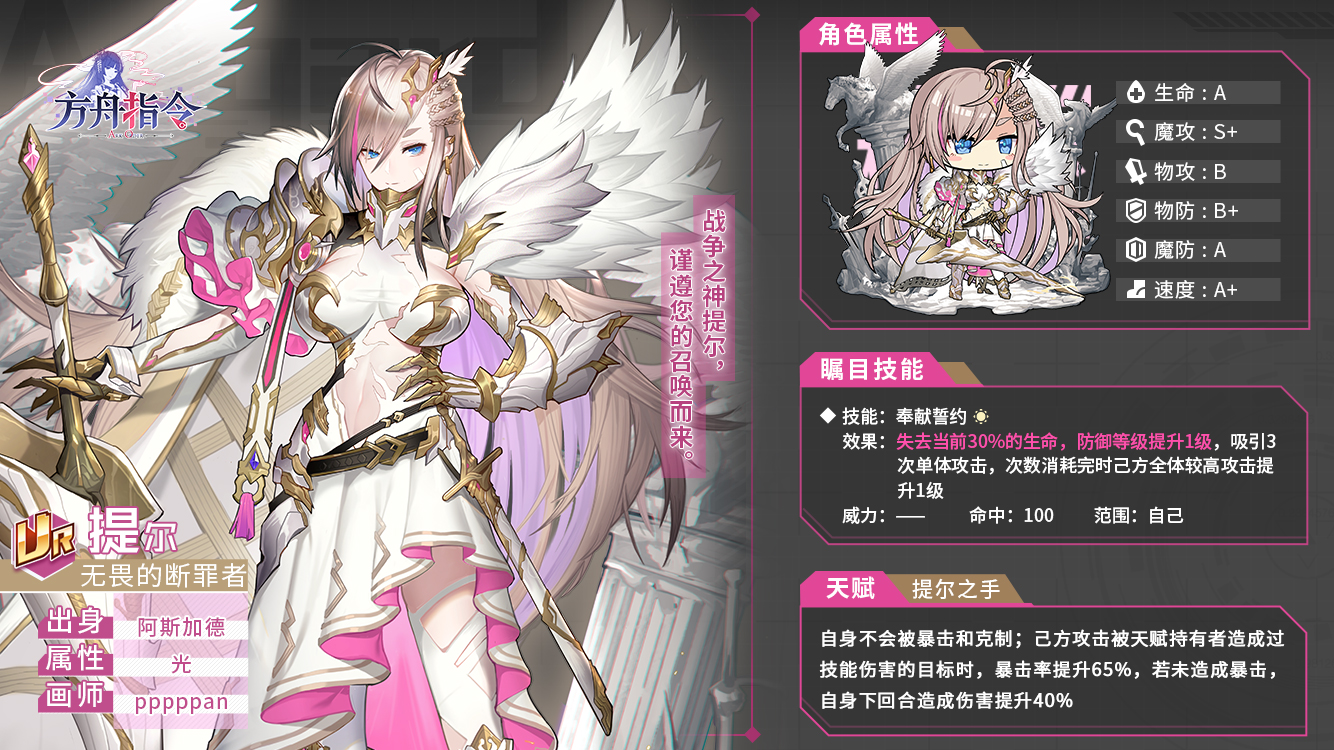 方舟指令
ARK ORDER
战争之神提尔，
谨遵您的召唤而来。
UR
提尔
无畏的断罪者
出身 阿斯加德
属性 光
画师 pppppan
角色属性
生命：A
魔攻：S+
物攻：B
物防：B+
魔防：A
速度：A+
瞩目技能
◆ 技能：奉献誓约
效果：失去当前30%的生命，防御等级提升1级，吸引3
次单体攻击，次数消耗完时己方全体较高攻击提
升1级
威力：—— 命中：100 范围：自己
天赋 提尔之手
自身不会被暴击和克制；己方攻击被天赋持有者造成过
技能伤害的目标时，暴击率提升65%，若未造成暴击，
自身下回合造成伤害提升40%